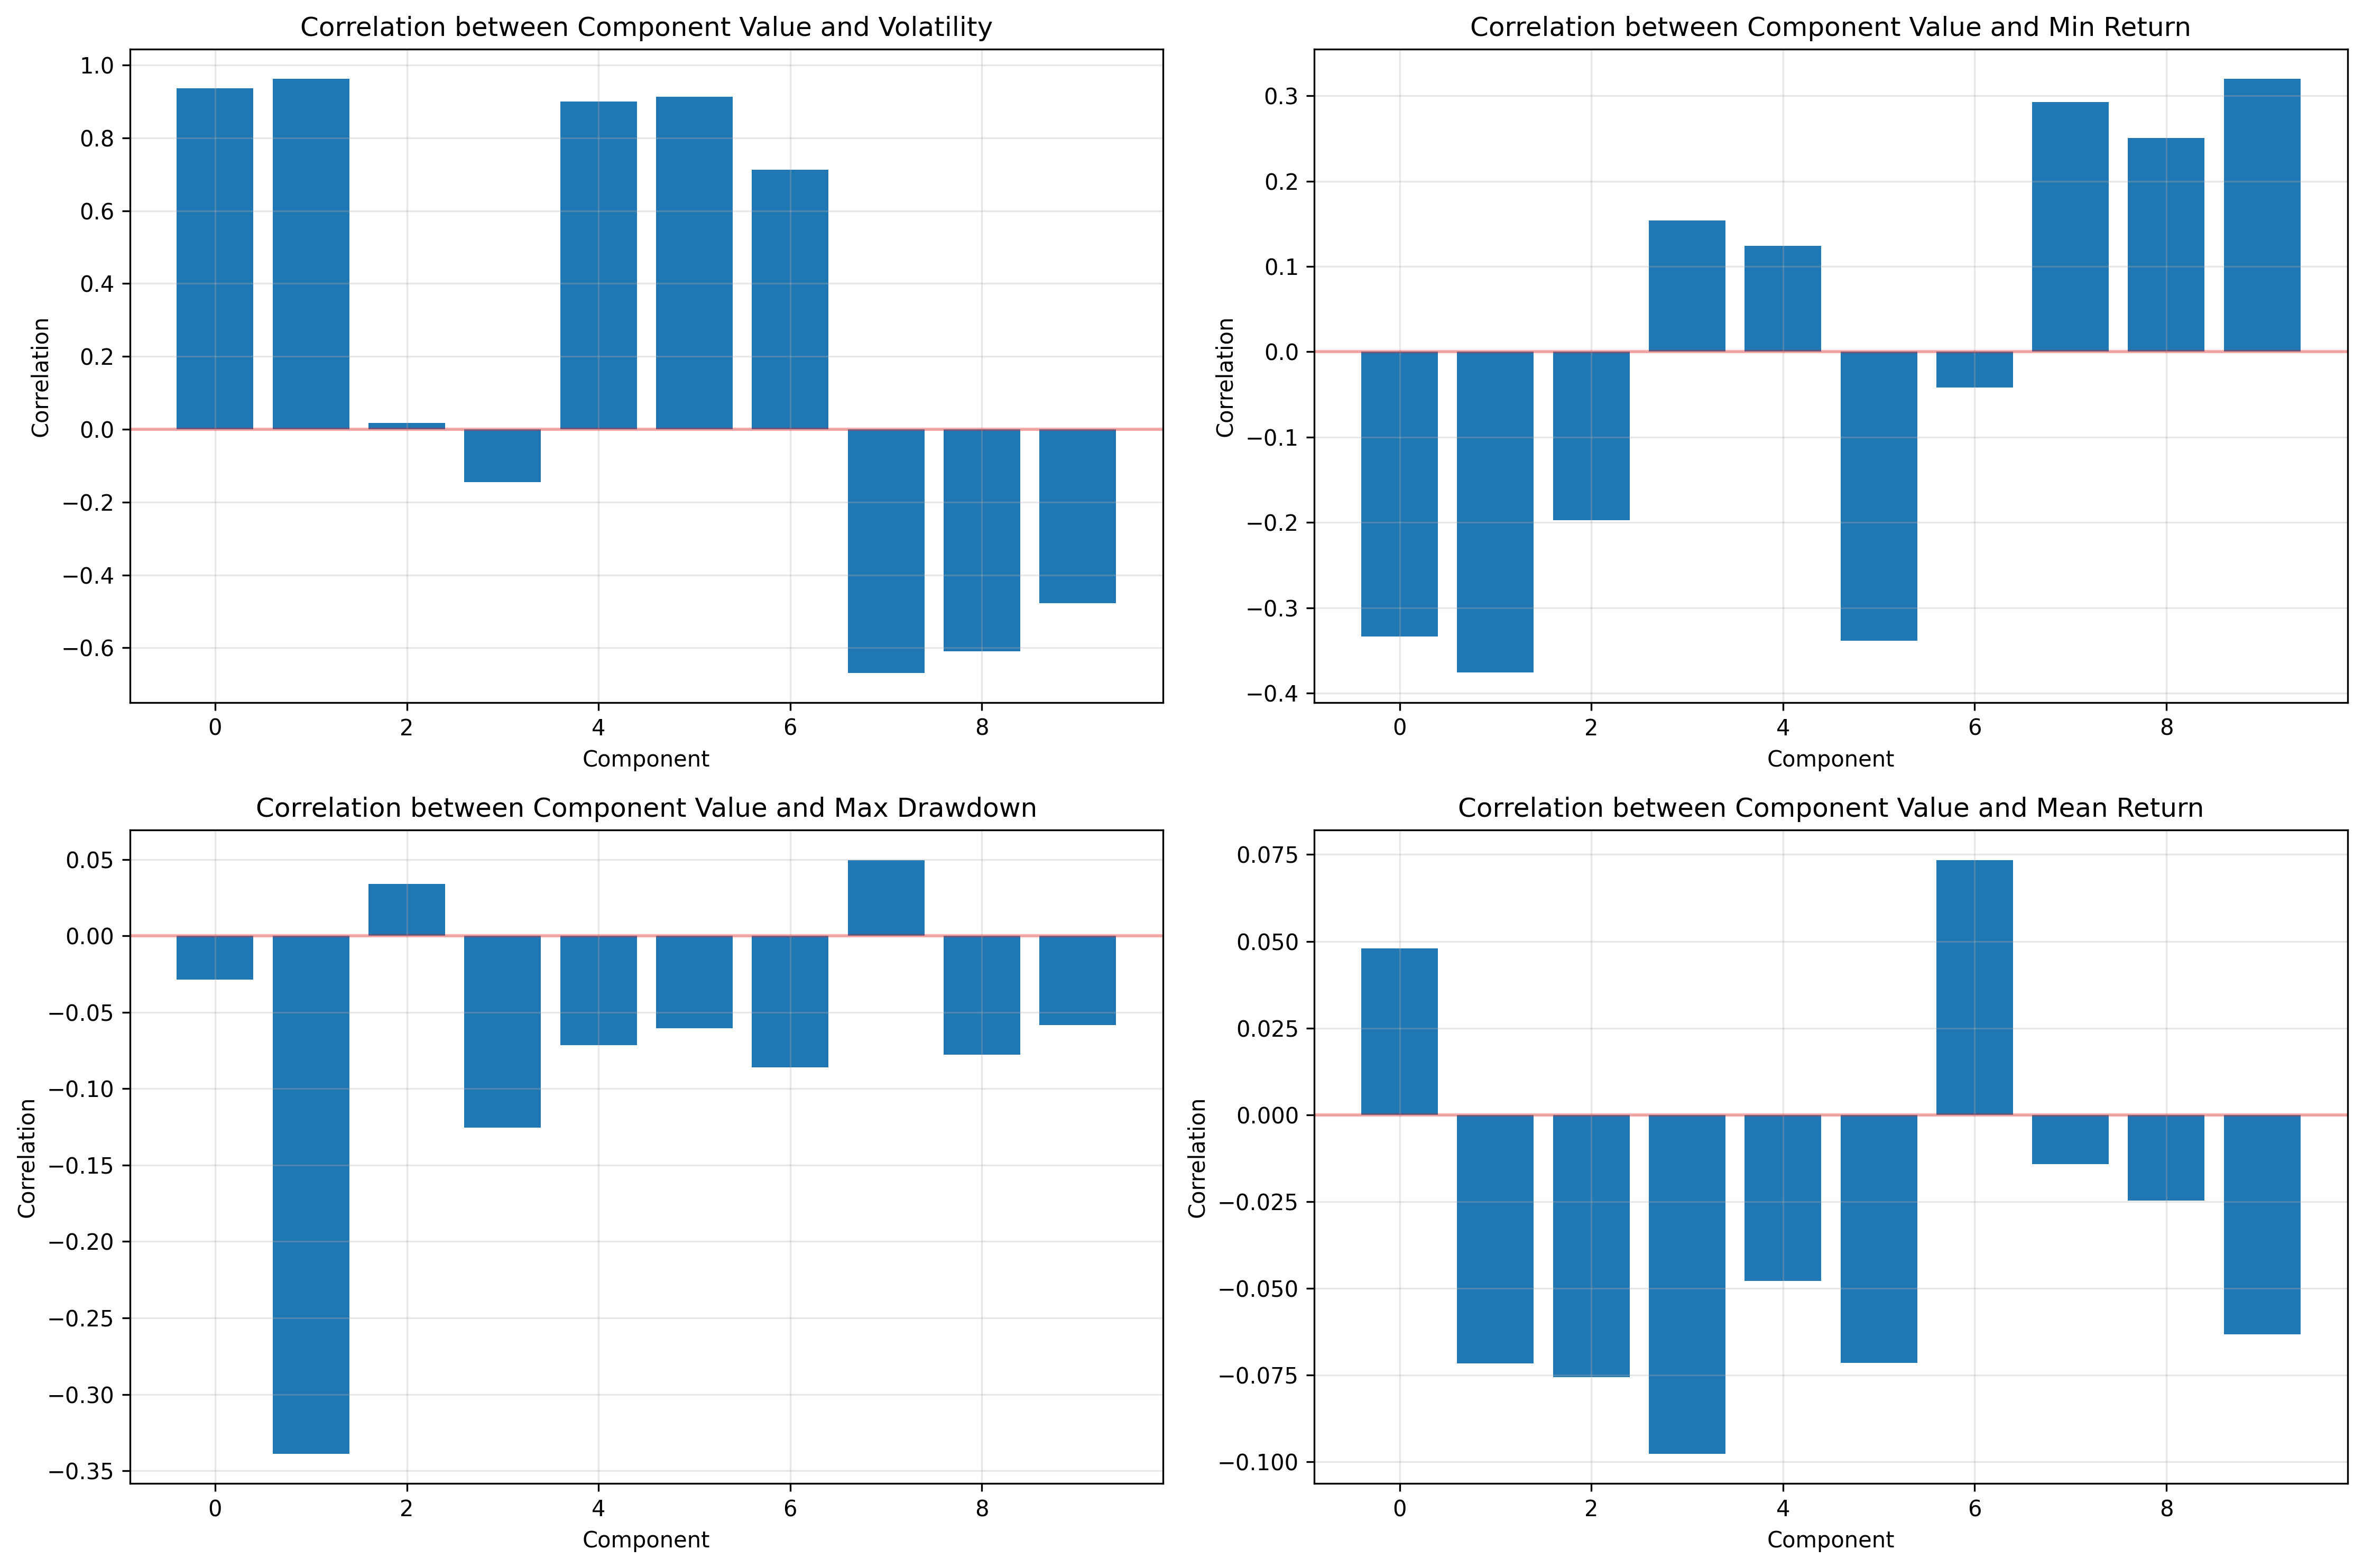 Correlation between Component Value and Volatility
1.0
0.8
0.6
0.4
0.2
0.0
−0.2
−0.4
−0.6
Correlation
0 2 4 6 8
Component
Correlation between Component Value and Min Return
0.3
0.2
0.1
0.0
−0.1
−0.2
−0.3
−0.4
Correlation
0 2 4 6 8
Component
Correlation between Component Value and Max Drawdown
0.05
0.00
−0.05
−0.10
−0.15
−0.20
−0.25
−0.30
−0.35
Correlation
0 2 4 6 8
Component
Correlation between Component Value and Mean Return
0.075
0.050
0.025
0.000
−0.025
−0.050
−0.075
−0.100
Correlation
0 2 4 6 8
Component